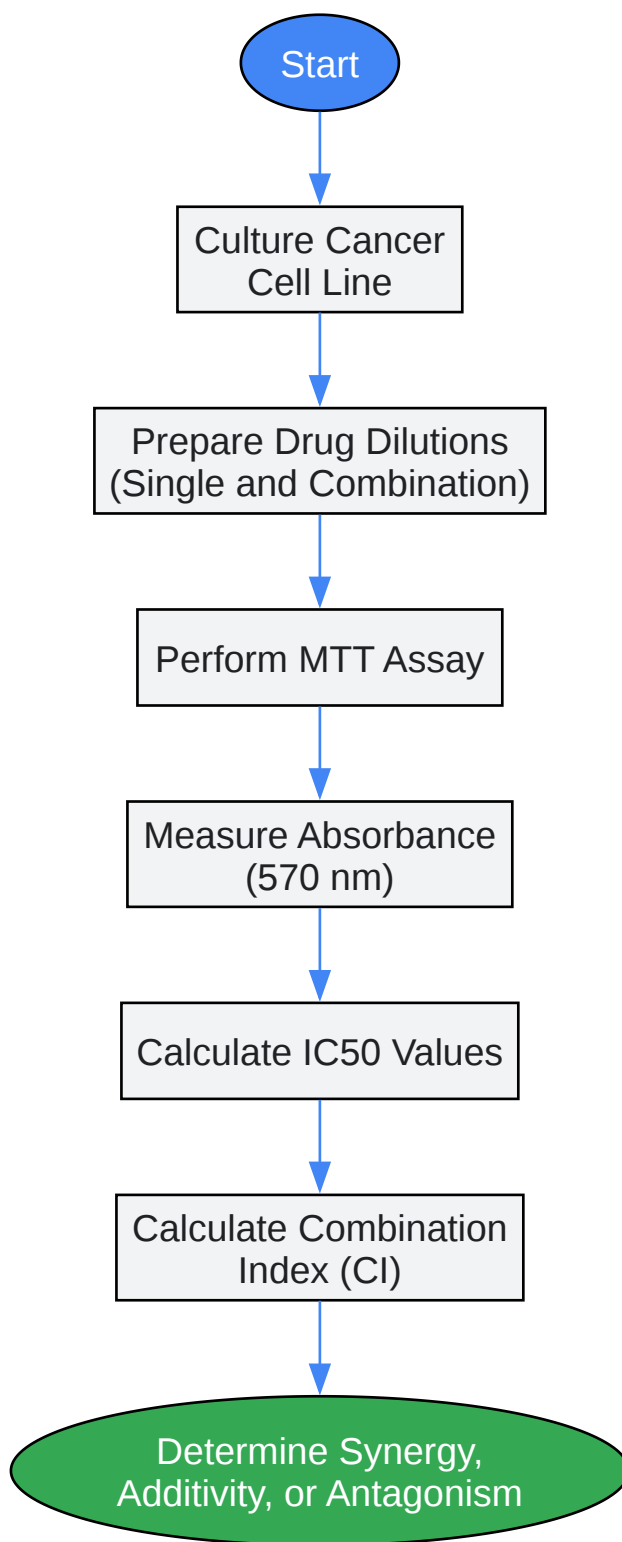 Start
Culture Cancer
Cell Line
Prepare Drug Dilutions
(Single and Combination)
Perform MTT Assay
Measure Absorbance
(570 nm)
Calculate IC50 Values
Calculate Combination
Index (CI)
Determine Synergy,
Additivity, or Antagonism